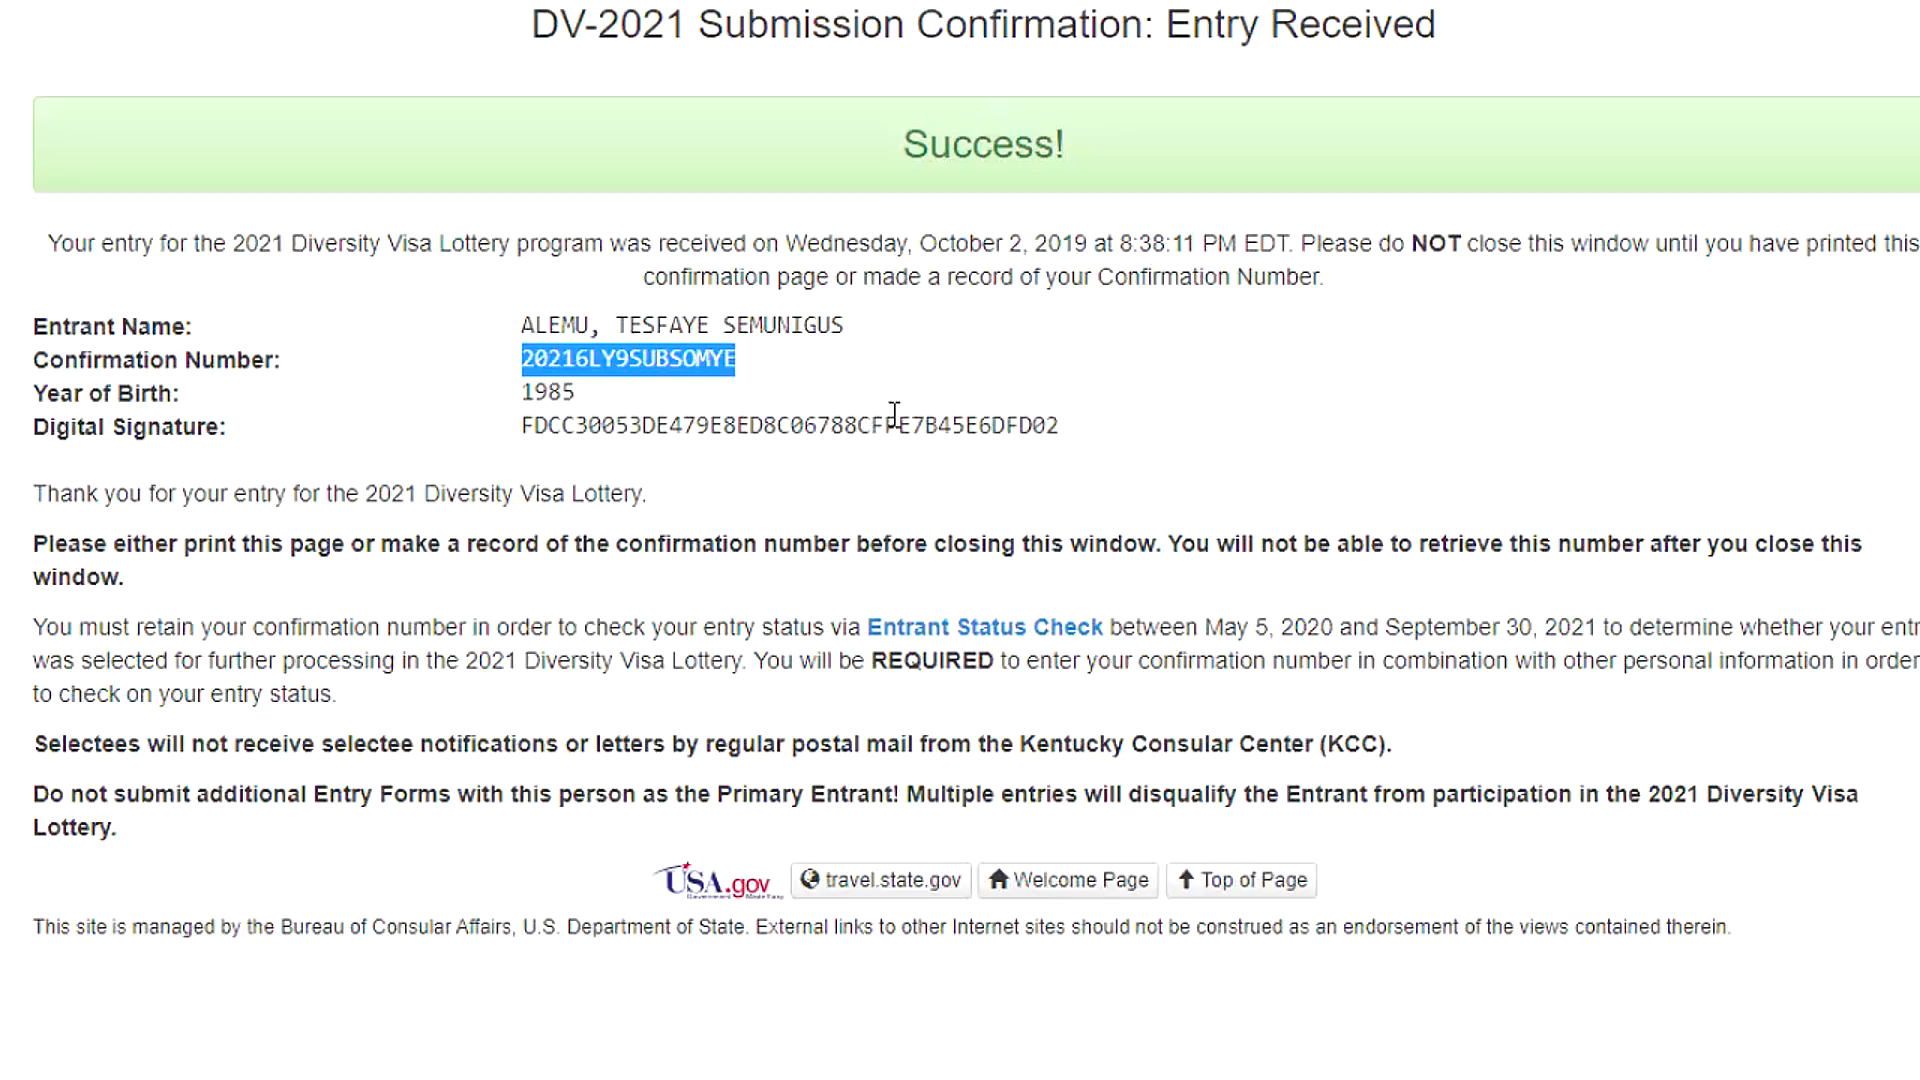 DV-2021 Submission Confirmation: Entry Received
Success!
Your entry for the 2021 Diversity Visa Lottery program was received on Wednesday, October 2, 2019 at 8:38:11 PM EDT. Please do NOT close this window until you have printed this
confirmation page or made a record of your Confirmation Number.
Entrant Name: ALEMU, TESFAYE SEMUNIGUS
Confirmation Number: 20216LY9SUBSOMYE
Year of Birth: 1985
Digital Signature:
Thank you for your entry for the 2021 Diversity Visa Lottery.
Please either print this page or make a record of the confirmation number before closing this window. You will not be able to retrieve this number after you close this
window.
You must retain your confirmation number in order to check your entry status via Entrant Status Check between May 5, 2020 and September 30, 2021 to determine whether your entr
was selected for further processing in the 2021 Diversity Visa Lottery. You will be REQUIRED to enter your confirmation number in combination with other personal information in order
to check on your entry status.
Selectees will not receive selectee notifications or letters by regular postal mail from the Kentucky Consular Center (KCC).
Do not submit additional Entry Forms with this person as the Primary Entrant! Multiple entries will disqualify the Entrant from participation in the 2021 Diversity Visa
Lottery.
USA.gov travel.state.gov Welcome Page Top of Page
This site is managed by the Bureau of Consular Affairs, U.S. Department of State. External links to other Internet sites should not be construed as an endorsement of the views contained therein.